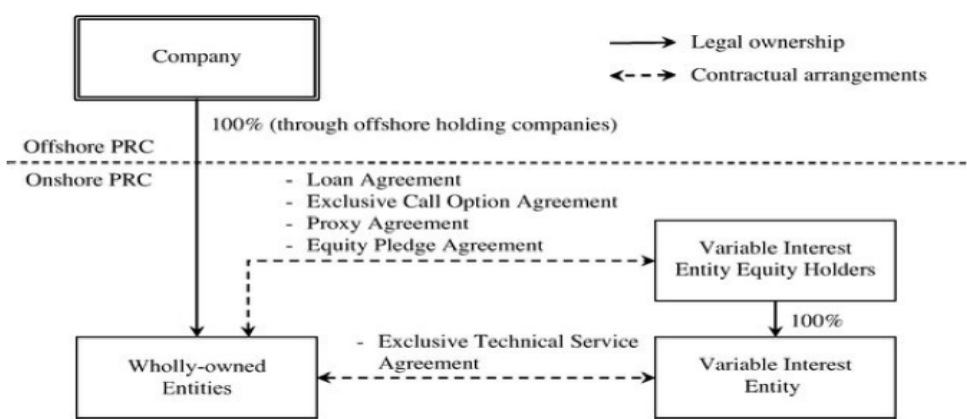 Company
Legal ownership
Contractual arrangements
100% (through offshore holding companies)
Offshore PRC
Onshore PRC
- Loan Agreement
- Exclusive Call Option Agreement
- Proxy Agreement
- Equity Pledge Agreement
Variable Interest
Entity Equity Holders
100%
- Exclusive Technical Service
Agreement
Wholly-owned
Entities
Variable Interest
Entity